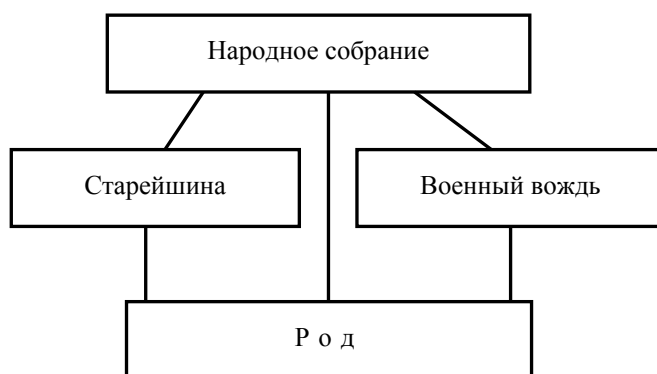 Народное собрание
Старейшина
Военный вождь
Р о д